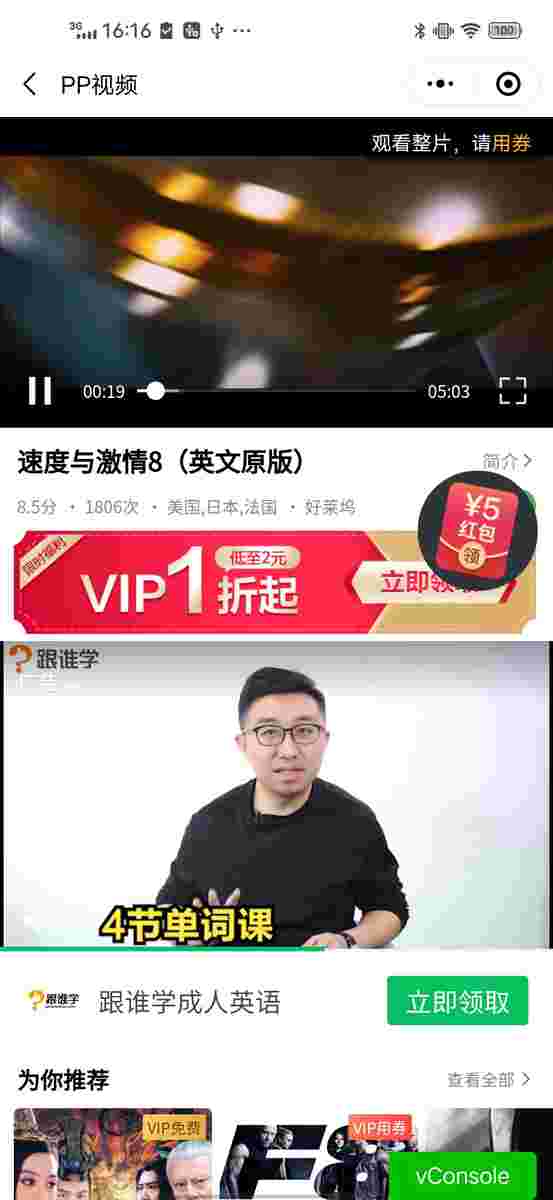 3G 16:16 100
PP视频
观看整片，请用券
00:19
05:03
速度与激情8（英文原版）
简介
8.5分 · 1806次 · 美国,日本,法国 · 好莱坞
¥5
红包
领
限时福利
VIP1折起
低至2元
立即领
跟谁学
广告
4节单词课
跟谁学
跟谁学成人英语
立即领取
为你推荐
查看全部
VIP免费
VIP用券
F8
vConsole